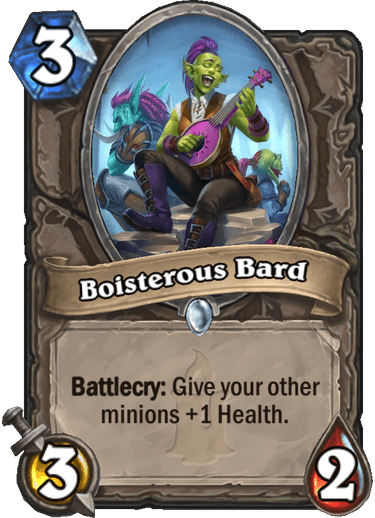 3
Boisterous Bard
Battlecry: Give your other
minions +1 Health.
3
2